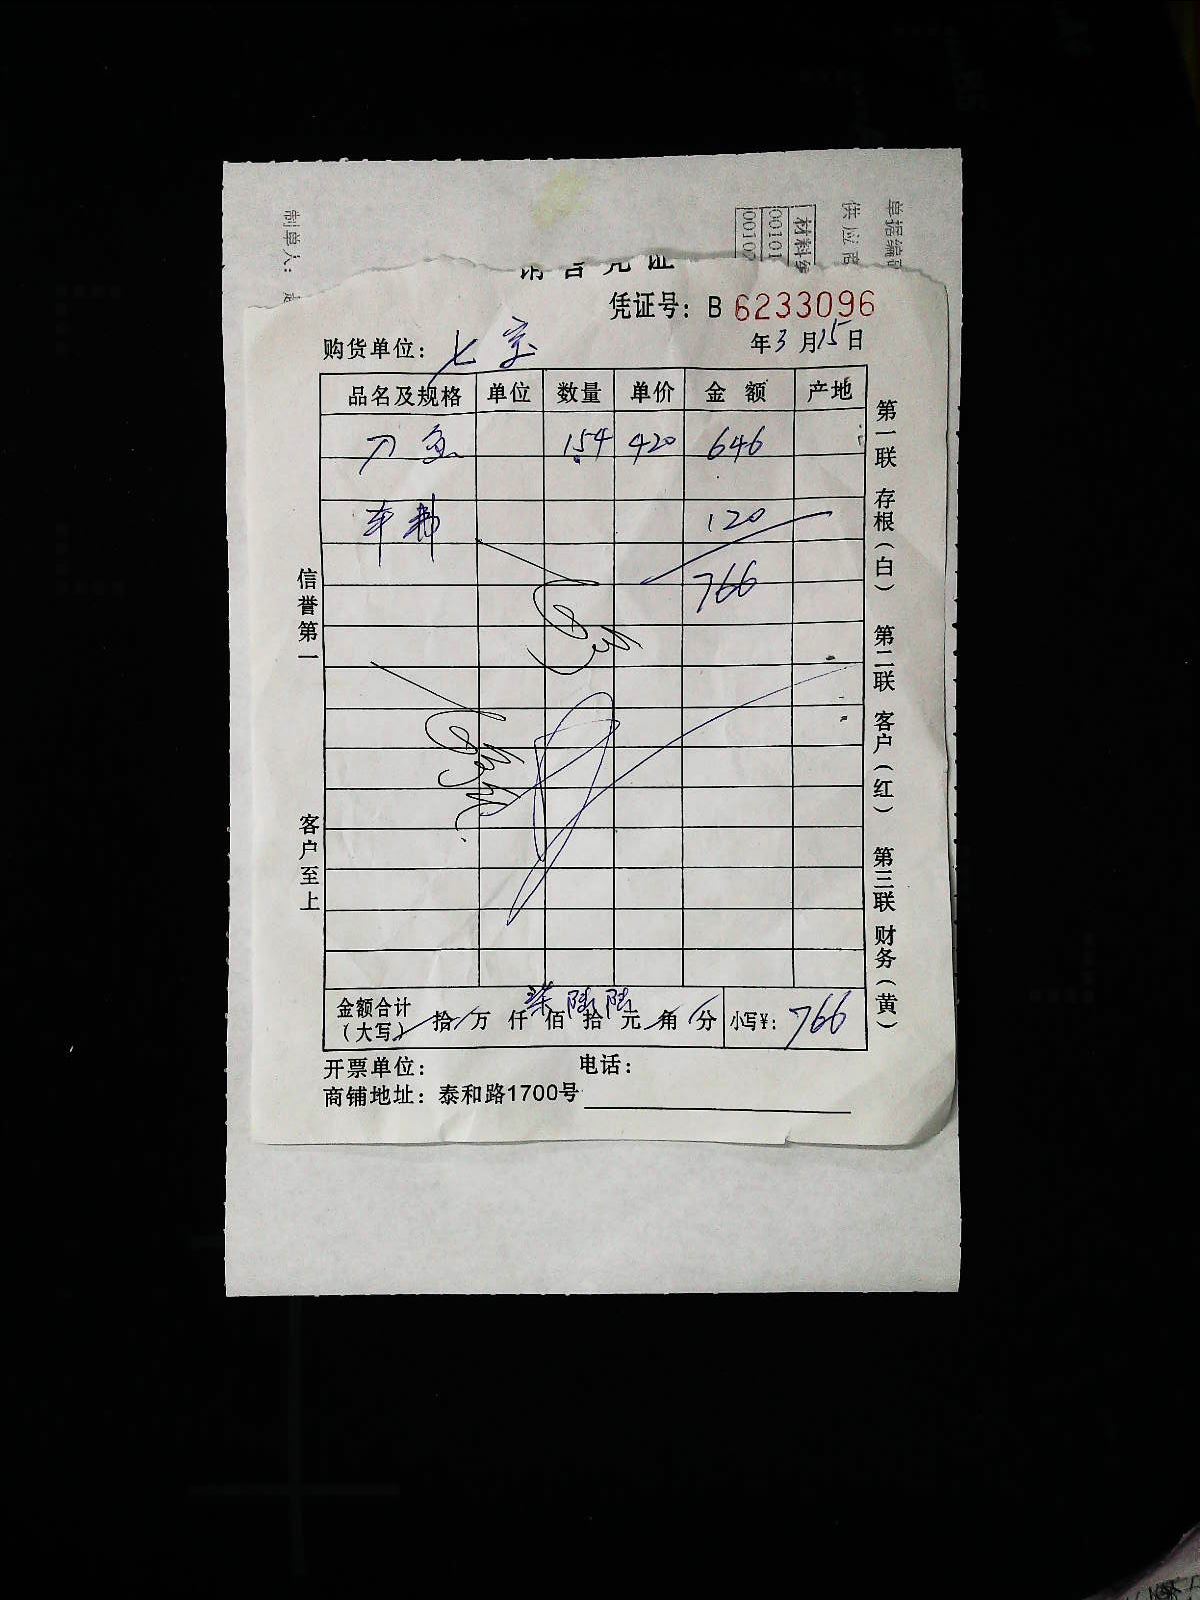 制单人：
材料
00101
00107
供应
单据编
销售凭证
凭证号：B 6233096
购货单位：七宝
年3月15日
品名及规格 单位 数量 单价 金额 产地
刀鱼 1.54 420 646
车费 120
766
信誉第一
客户至上
第一联 存根（白） 第二联 客户（红） 第三联 财务（黄）
金额合计（大写） 拾 万 仟 柒佰 陆拾 陆元 角 分 小写¥：766
开票单位： 电话：
商铺地址：泰和路1700号